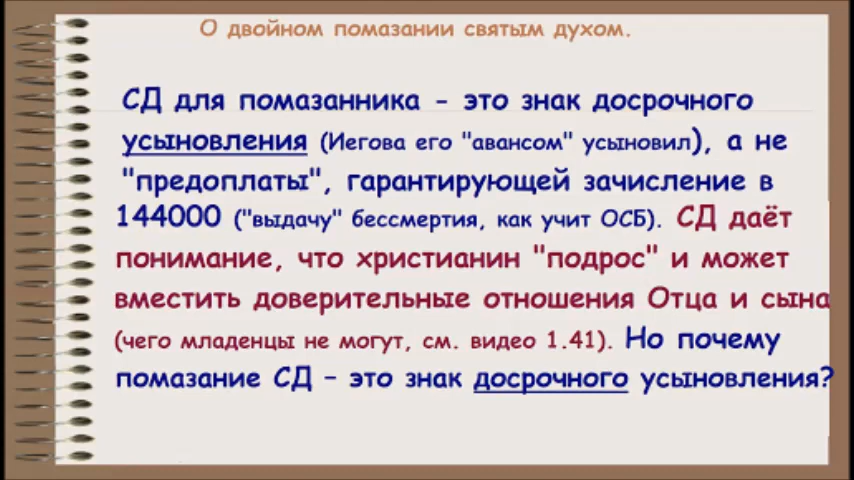 О двойном помазании святым духом.
СД для помазанника - это знак досрочного
усыновления (Иегова его "авансом" усыновил), а не
"предоплаты", гарантирующей зачисление в
144000 ("выдачу" бессмертия, как учит ОСБ). СД даёт
понимание, что христианин "подрос" и может
вместить доверительные отношения Отца и сына
(чего младенцы не могут, см. видео 1.41). Но почему
помазание СД – это знак досрочного усыновления?